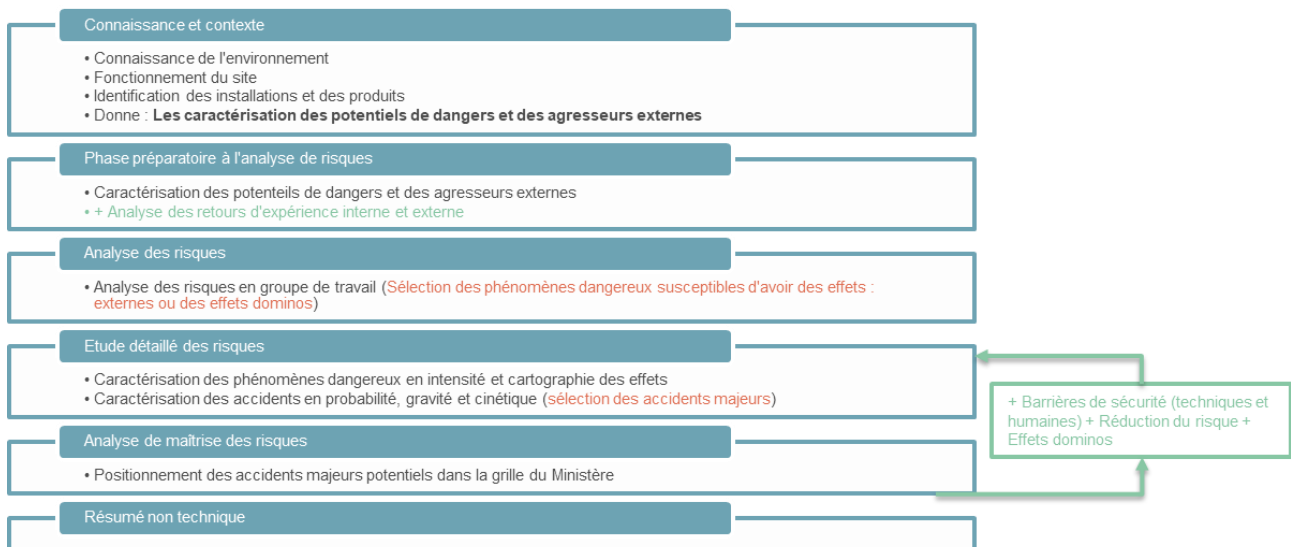 Connaissance et contexte
• Connaissance de l'environnement
• Fonctionnement du site
• Identification des installations et des produits
• Donne : Les caractérisation des potentiels de dangers et des agresseurs externes
Phase préparatoire à l'analyse de risques
• Caractérisation des potenteils de dangers et des agresseurs externes
• + Analyse des retours d'expérience interne et externe
Analyse des risques
• Analyse des risques en groupe de travail (Sélection des phénomènes dangereux susceptibles d'avoir des effets :
externes ou des effets dominos)
Etude détaillé des risques
• Caractérisation des phénomènes dangereux en intensité et cartographie des effets
• Caractérisation des accidents en probabilité, gravité et cinétique (sélection des accidents majeurs)
+ Barrières de sécurité (techniques et
humaines) + Réduction du risque +
Effets dominos
Analyse de maîtrise des risques
• Positionnement des accidents majeurs potentiels dans la grille du Ministère
Résumé non technique